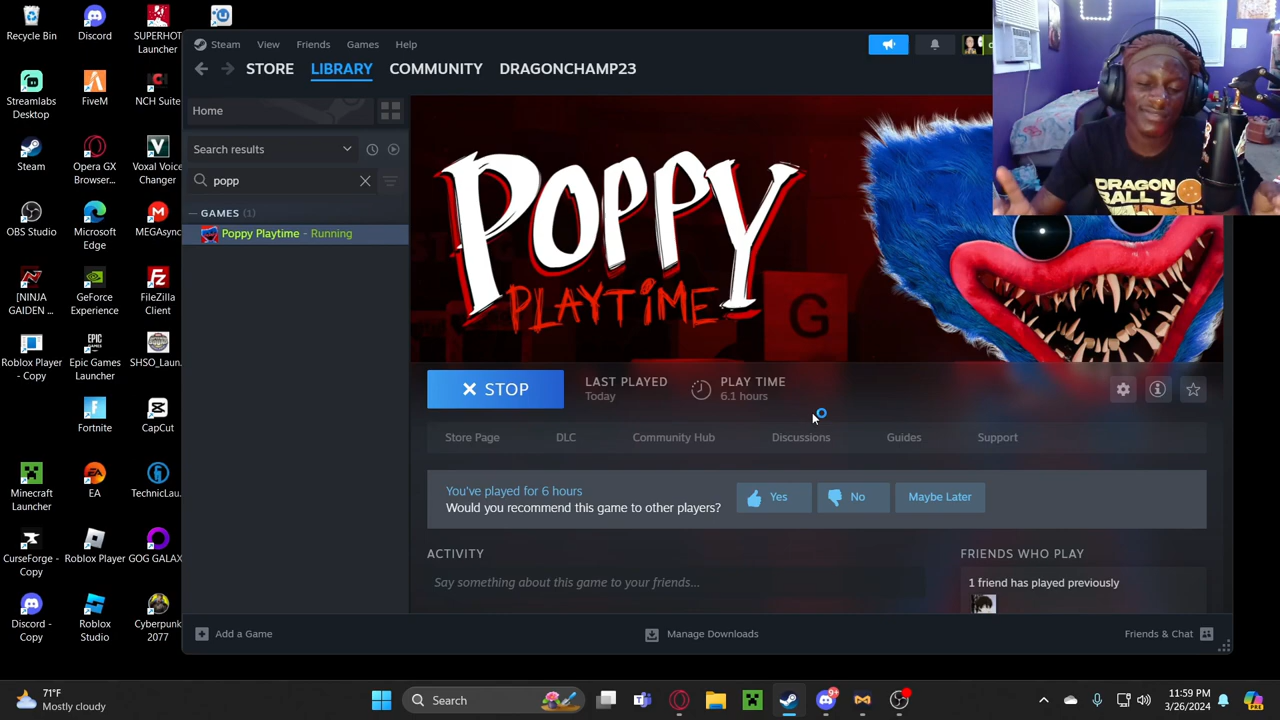 Recycle Bin
Discord
SUPERHOT Launcher
Streamlabs Desktop
FiveM
NCH Suite
Steam
Opera GX Browser...
Voxal Voice Changer
OBS Studio
Microsoft Edge
MEGAsync
[NINJA GAIDEN ...
GeForce Experience
FileZilla Client
Roblox Player - Copy
Epic Games Launcher
SHSO_Laun...
Fortnite
CapCut
Minecraft Launcher
EA
TechnicLau...
CurseForge - Copy
Roblox Player
GOG GALAXY
Discord - Copy
Roblox Studio
Cyberpunk 2077
Steam View Friends Games Help
STORE LIBRARY COMMUNITY DRAGONCHAMP23
Home
Search results
popp
GAMES (1)
Poppy Playtime - Running
POPPY
PLAYTIME
G
DRAGON
BALL Z
STOP
LAST PLAYED
Today
PLAY TIME
6.1 hours
Store Page DLC Community Hub Discussions Guides Support
You've played for 6 hours
Would you recommend this game to other players?
Yes No Maybe Later
ACTIVITY
Say something about this game to your friends...
FRIENDS WHO PLAY
1 friend has played previously
Add a Game
Manage Downloads
Friends & Chat
71°F
Mostly cloudy
Search
9+
11:59 PM
3/26/2024